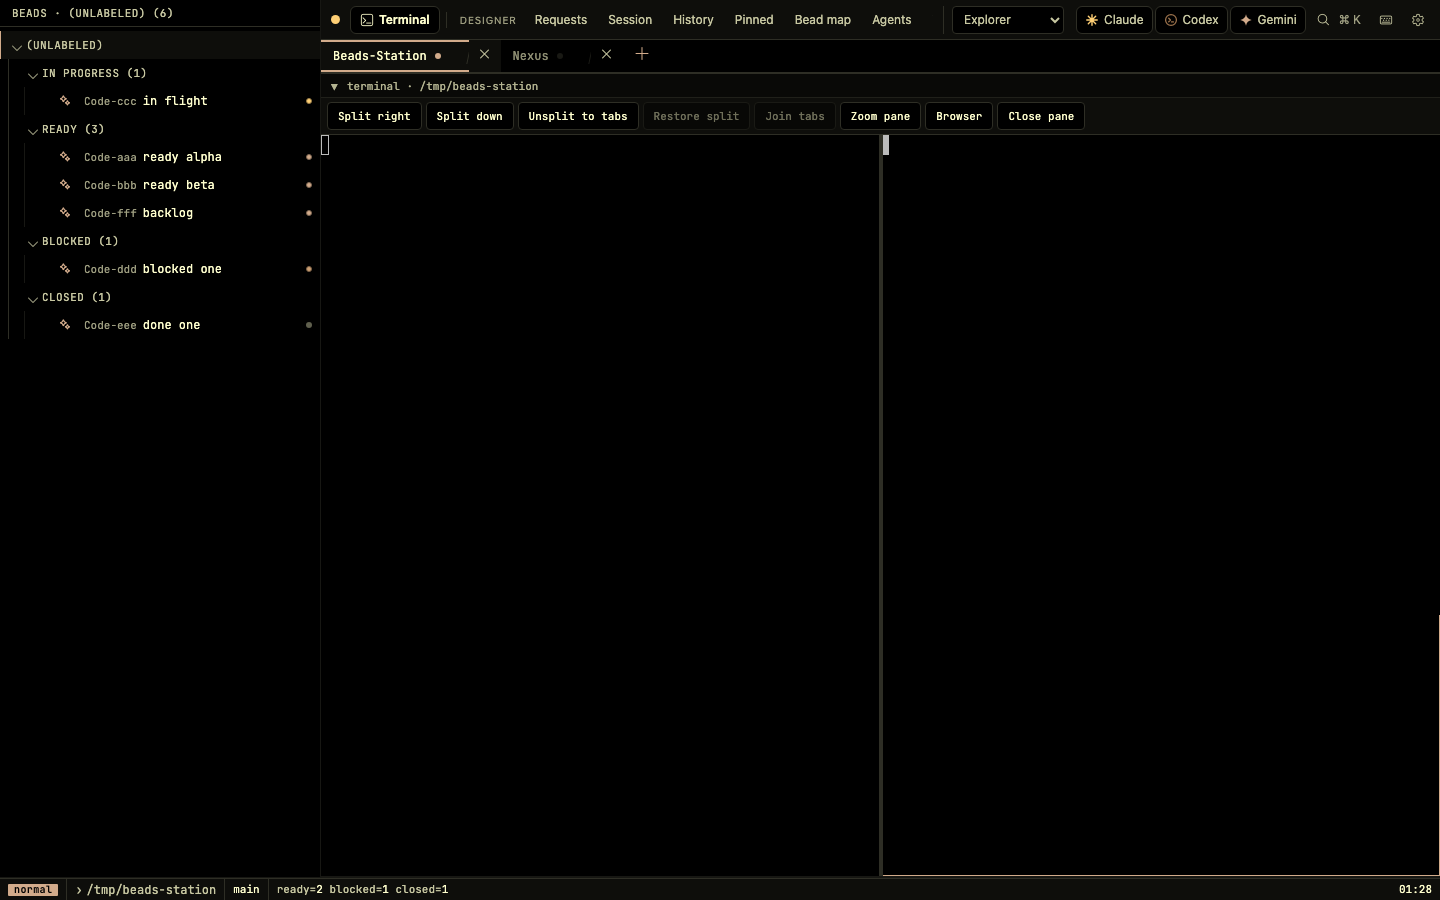 BEADS · (UNLABELED) (6)
Terminal DESIGNER Requests Session History Pinned Bead map Agents Explorer Claude Codex Gemini ⌘ K
(UNLABELED)
IN PROGRESS (1)
Code-ccc in flight
READY (3)
Code-aaa ready alpha
Code-bbb ready beta
Code-fff backlog
BLOCKED (1)
Code-ddd blocked one
CLOSED (1)
Code-eee done one
Beads-Station Nexus
▼ terminal · /tmp/beads-station
Split right Split down Unsplit to tabs Restore split Join tabs Zoom pane Browser Close pane
normal › /tmp/beads-station main ready=2 blocked=1 closed=1 01:28